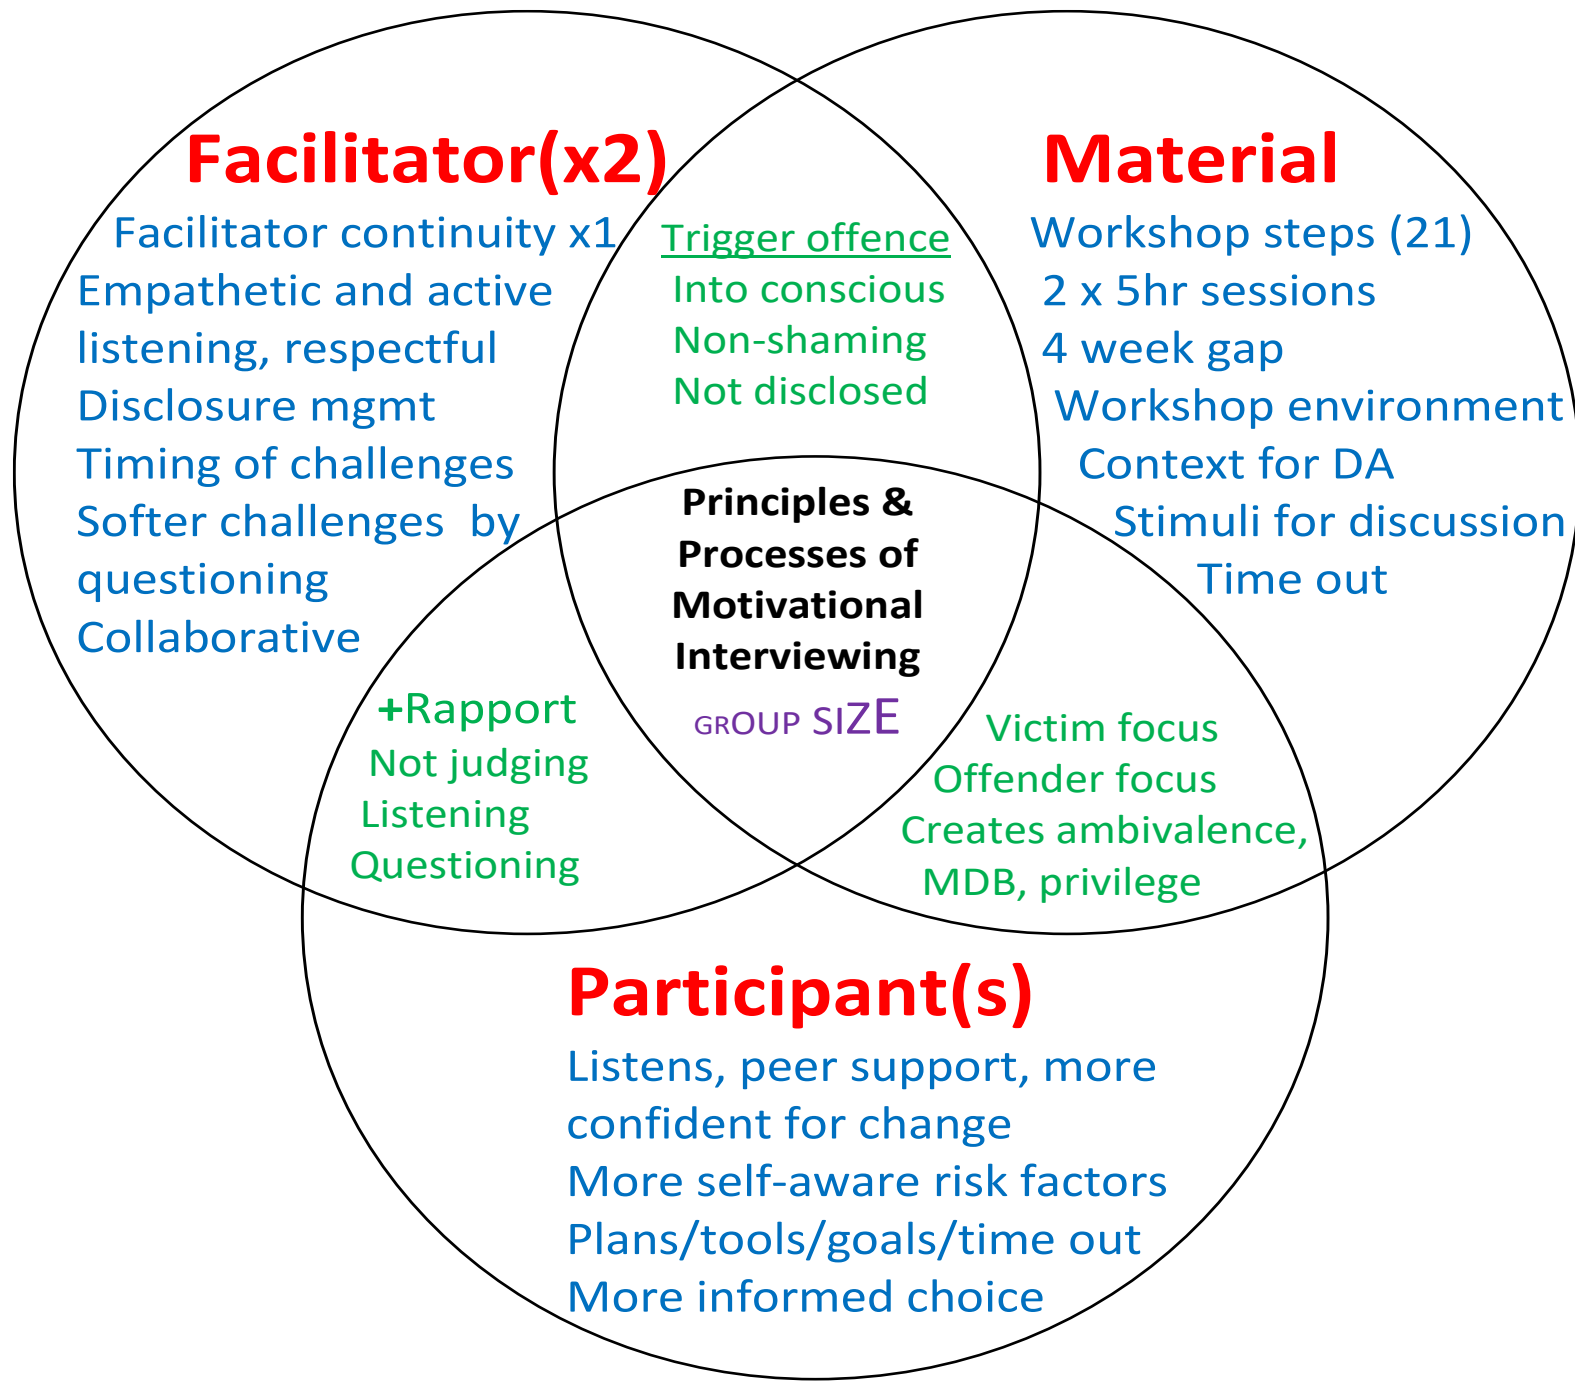 Facilitator(x2)
Facilitator continuity x1
Empathetic and active
listening, respectful
Disclosure mgmt
Timing of challenges
Softer challenges  by
questioning
Collaborative
Trigger offence
Into conscious
Non-shaming
Not disclosed
Material
Workshop steps (21)
2 x 5hr sessions
4 week gap
Workshop environment
Context for DA
Stimuli for discussion
Time out
Principles &
Processes of
Motivational
Interviewing
GROUP SIZE
+Rapport
Not judging
Listening
Questioning
Victim focus
Offender focus
Creates ambivalence,
MDB, privilege
Participant(s)
Listens, peer support, more
confident for change
More self-aware risk factors
Plans/tools/goals/time out
More informed choice